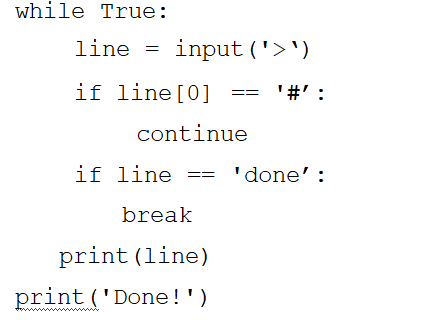 while True:
    line = input('>‘)
    if line[0] == '#’:
        continue
    if line == 'done’:
       break
   print(line)
print('Done!')